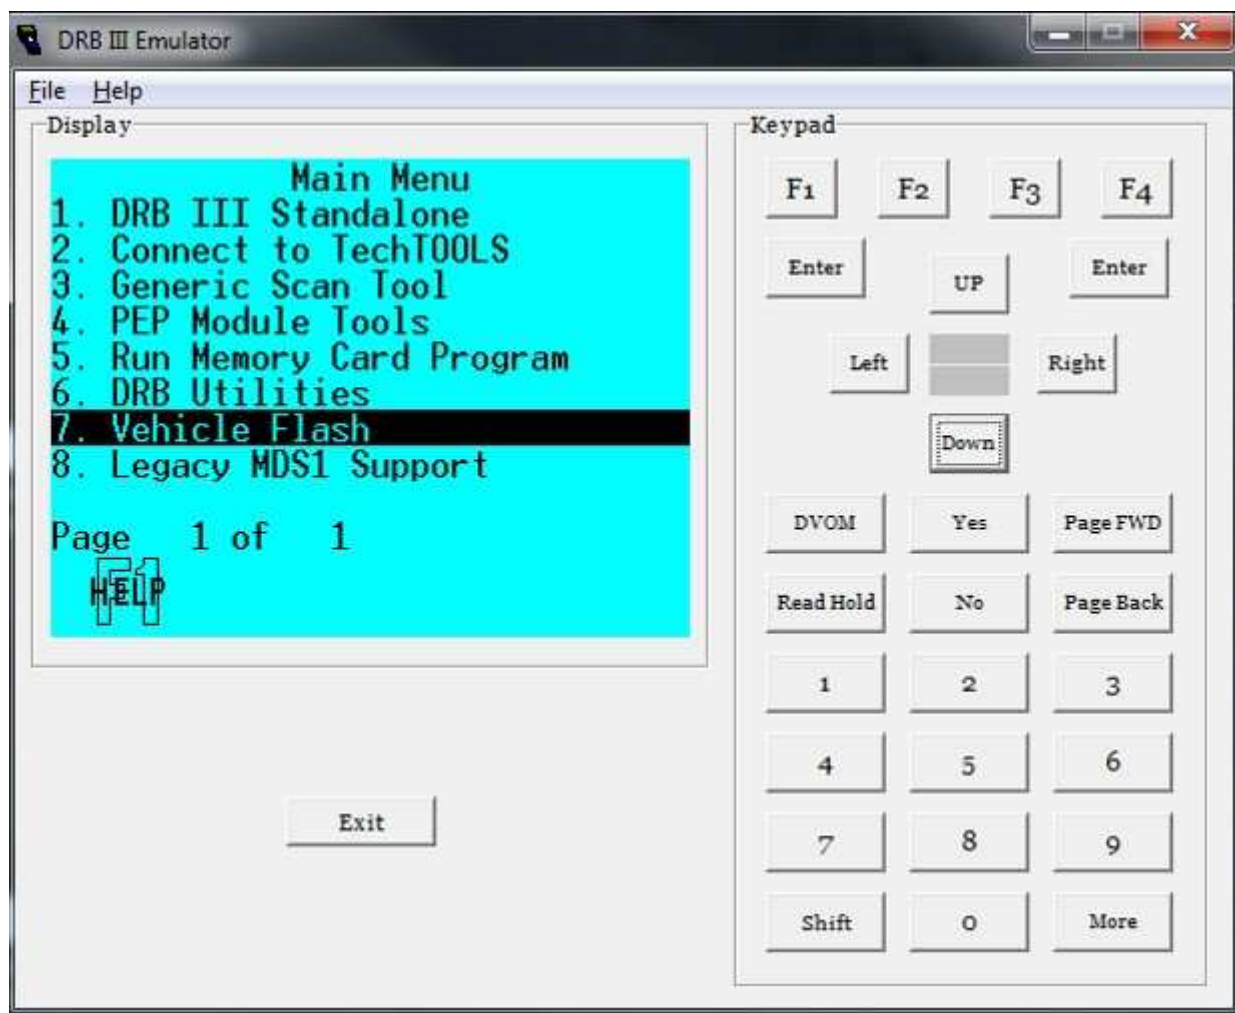 DRB III Emulator
File Help
Display
Main Menu
1. DRB III Standalone
2. Connect to TechTOOLS
3. Generic Scan Tool
4. PEP Module Tools
5. Run Memory Card Program
6. DRB Utilities
7. Vehicle Flash
8. Legacy MDS1 Support
Page 1 of 1
F1
HELP
Exit
Keypad
F1 F2 F3 F4
Enter UP Enter
Left Right
Down
DVOM Yes Page FWD
Read Hold No Page Back
1 2 3
4 5 6
7 8 9
Shift 0 More